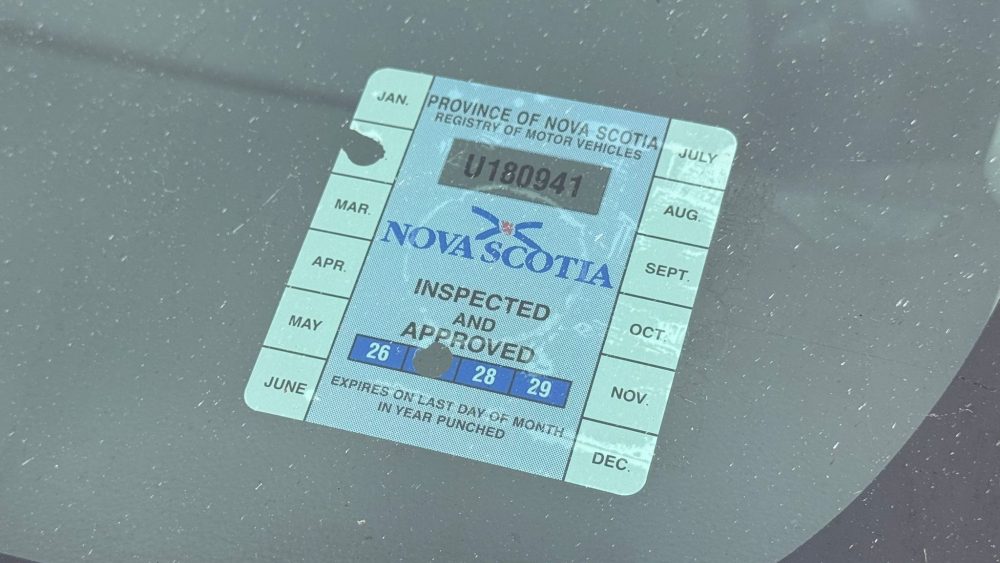 JAN.
MAR.
APR.
MAY
JUNE
PROVINCE OF NOVA SCOTIA
REGISTRY OF MOTOR VEHICLES
U180941
NOVA SCOTIA
INSPECTED
AND
APPROVED
26 28 29
EXPIRES ON LAST DAY OF MONTH
IN YEAR PUNCHED
JULY
AUG.
SEPT.
OCT.
NOV.
DEC.